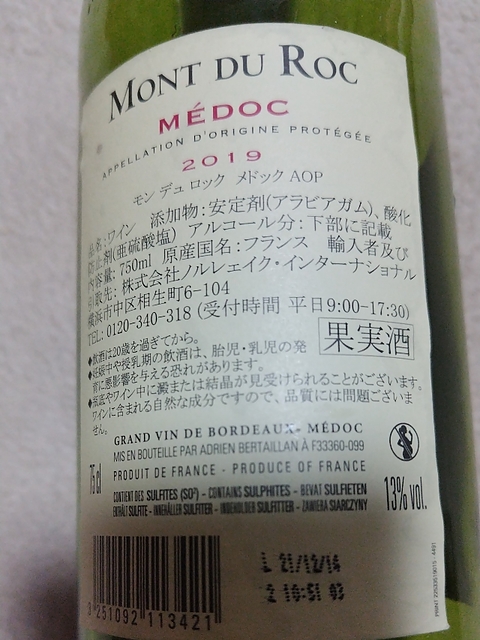 MONT DU ROC
MÉDOC
APPELLATION D'ORIGINE PROTÉGÉE
2019
モン デュ ロック メドック AOP
品名:ワイン 添加物:安定剤(アラビアガム)、酸化
防止剤(亜硫酸塩) アルコール分:下部に記載
内容量:750ml 原産国名:フランス 輸入者及び
引取先:株式会社ノルレェイク・インターナショナル
横浜市中区相生町6-104
TEL:0120-340-318 (受付時間 平日9:00-17:30)
果実酒
◆飲酒は20歳を過ぎてから。
◆妊娠中や授乳期の飲酒は、胎児・乳児の発
育に悪影響を与える恐れがあります。
◆瓶底やワイン中に澱または結晶が見受けられることがございます。
ワインに含まれる自然な成分ですので、品質には問題ございま
せん。
GRAND VIN DE BORDEAUX- MÉDOC
MIS EN BOUTEILLE PAR ADRIEN BERTAILLAN À F33360-099
PRODUIT DE FRANCE - PRODUCE OF FRANCE
75 cl
CONTIENT DES SULFITES (SO²) - CONTAINS SULPHITES - BEVAT SULFIETEN
ENTHÄLT SULFITE - INNEHÅLLER SULFITER - INDEHOLDER SULFITTER - ZAWIERA SIARCZYNY
13% vol.
L 21/12/14
2 10:51 03
3 251092 113421